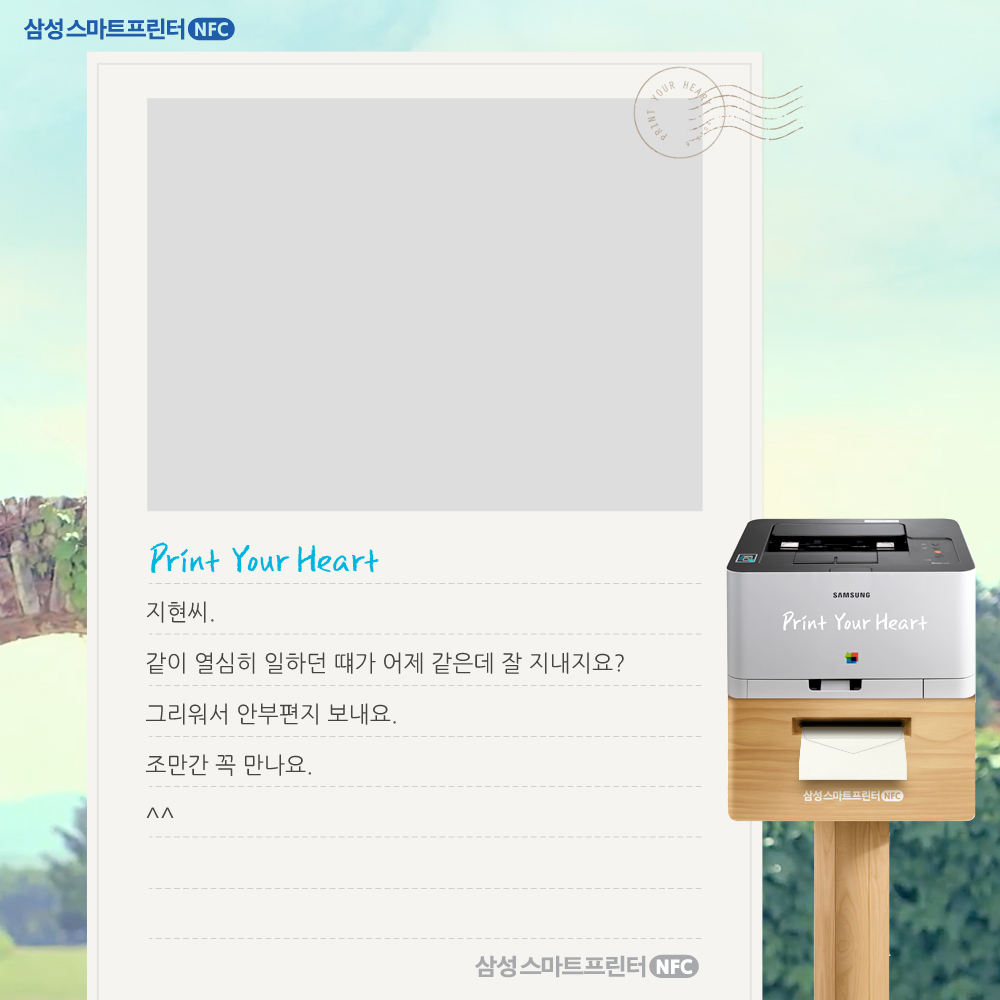 삼성 스마트프린터 NFC
PRINT YOUR HEART
Print Your Heart
지현씨.
같이 열심히 일하던 떄가 어제 같은데 잘 지내지요?
그리워서 안부편지 보내요.
조만간 꼭 만나요.
^^
SAMSUNG
Print Your Heart
삼성 스마트프린터 NFC
삼성 스마트프린터 NFC